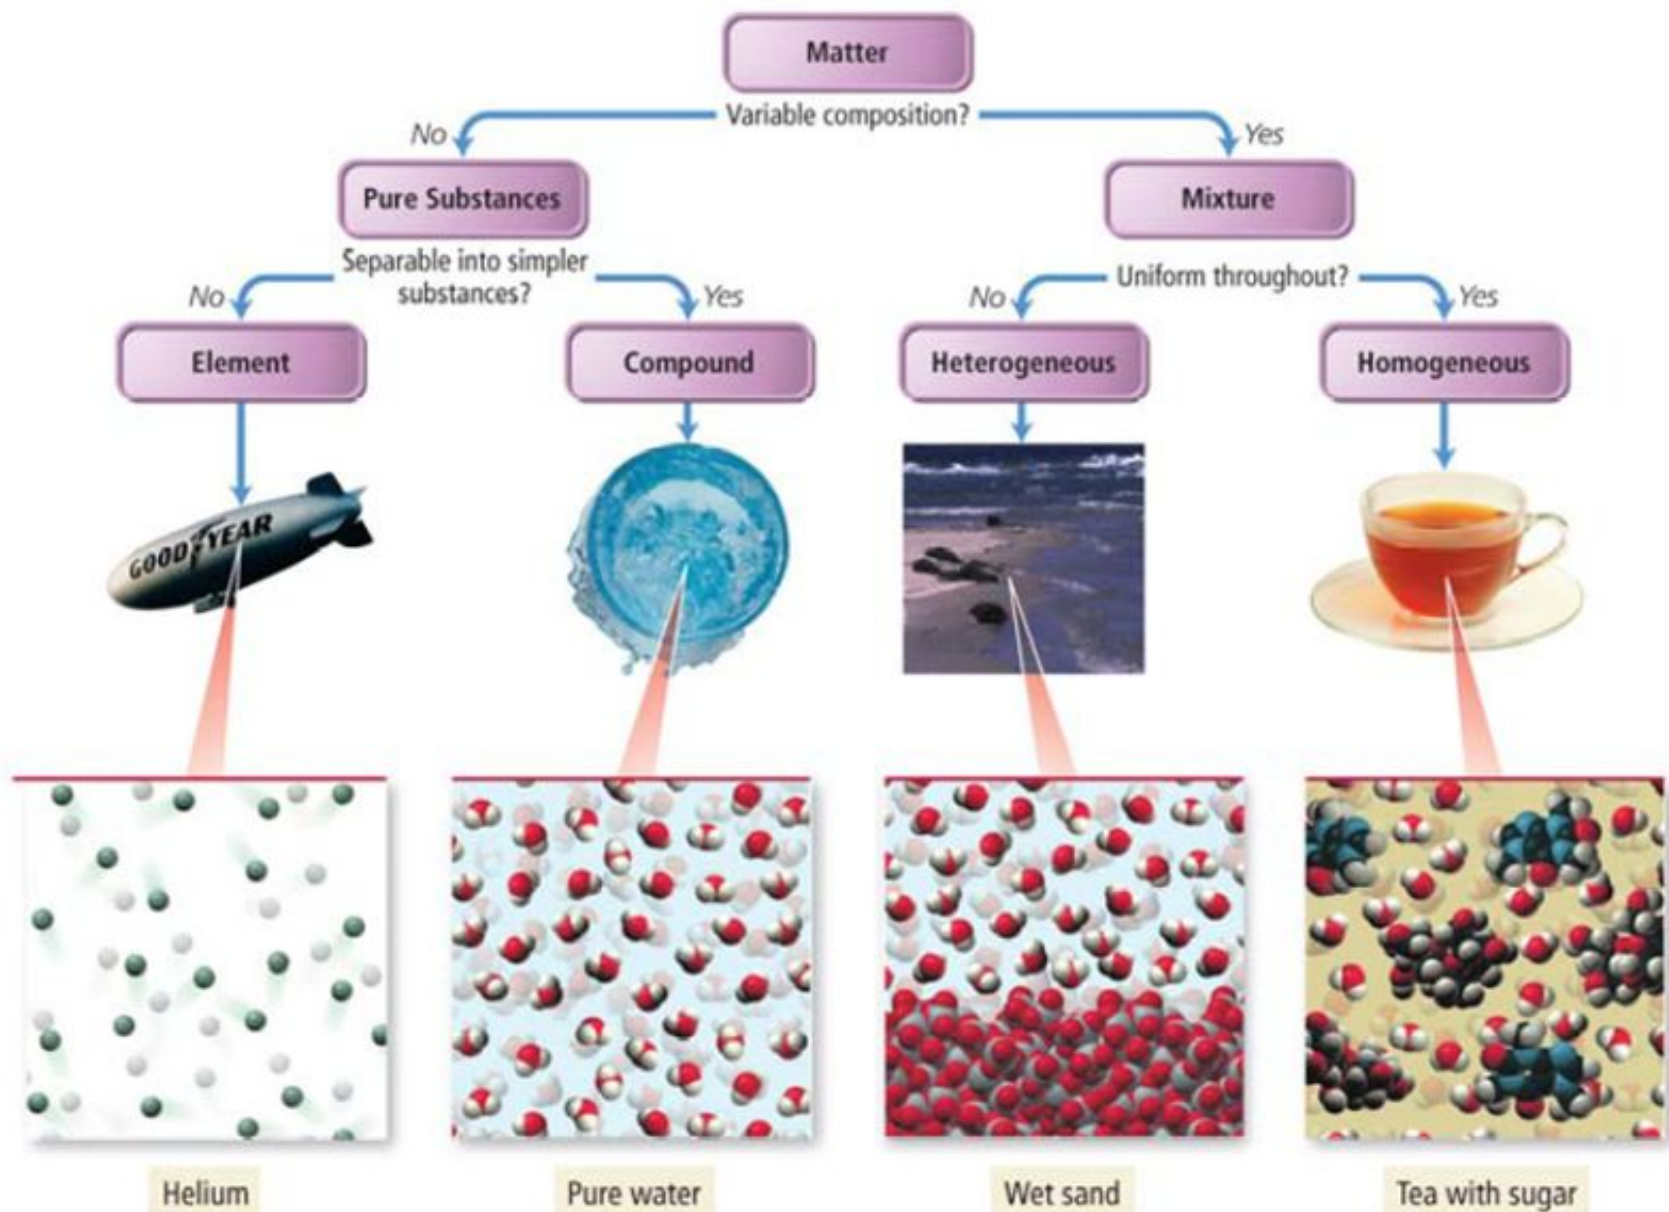 Matter
Variable composition?
No
Yes
Pure Substances
Mixture
Separable into simpler
substances?
Uniform throughout?
No
Yes
No
Yes
Element
Compound
Heterogeneous
Homogeneous
GOODYEAR
Helium
Pure water
Wet sand
Tea with sugar